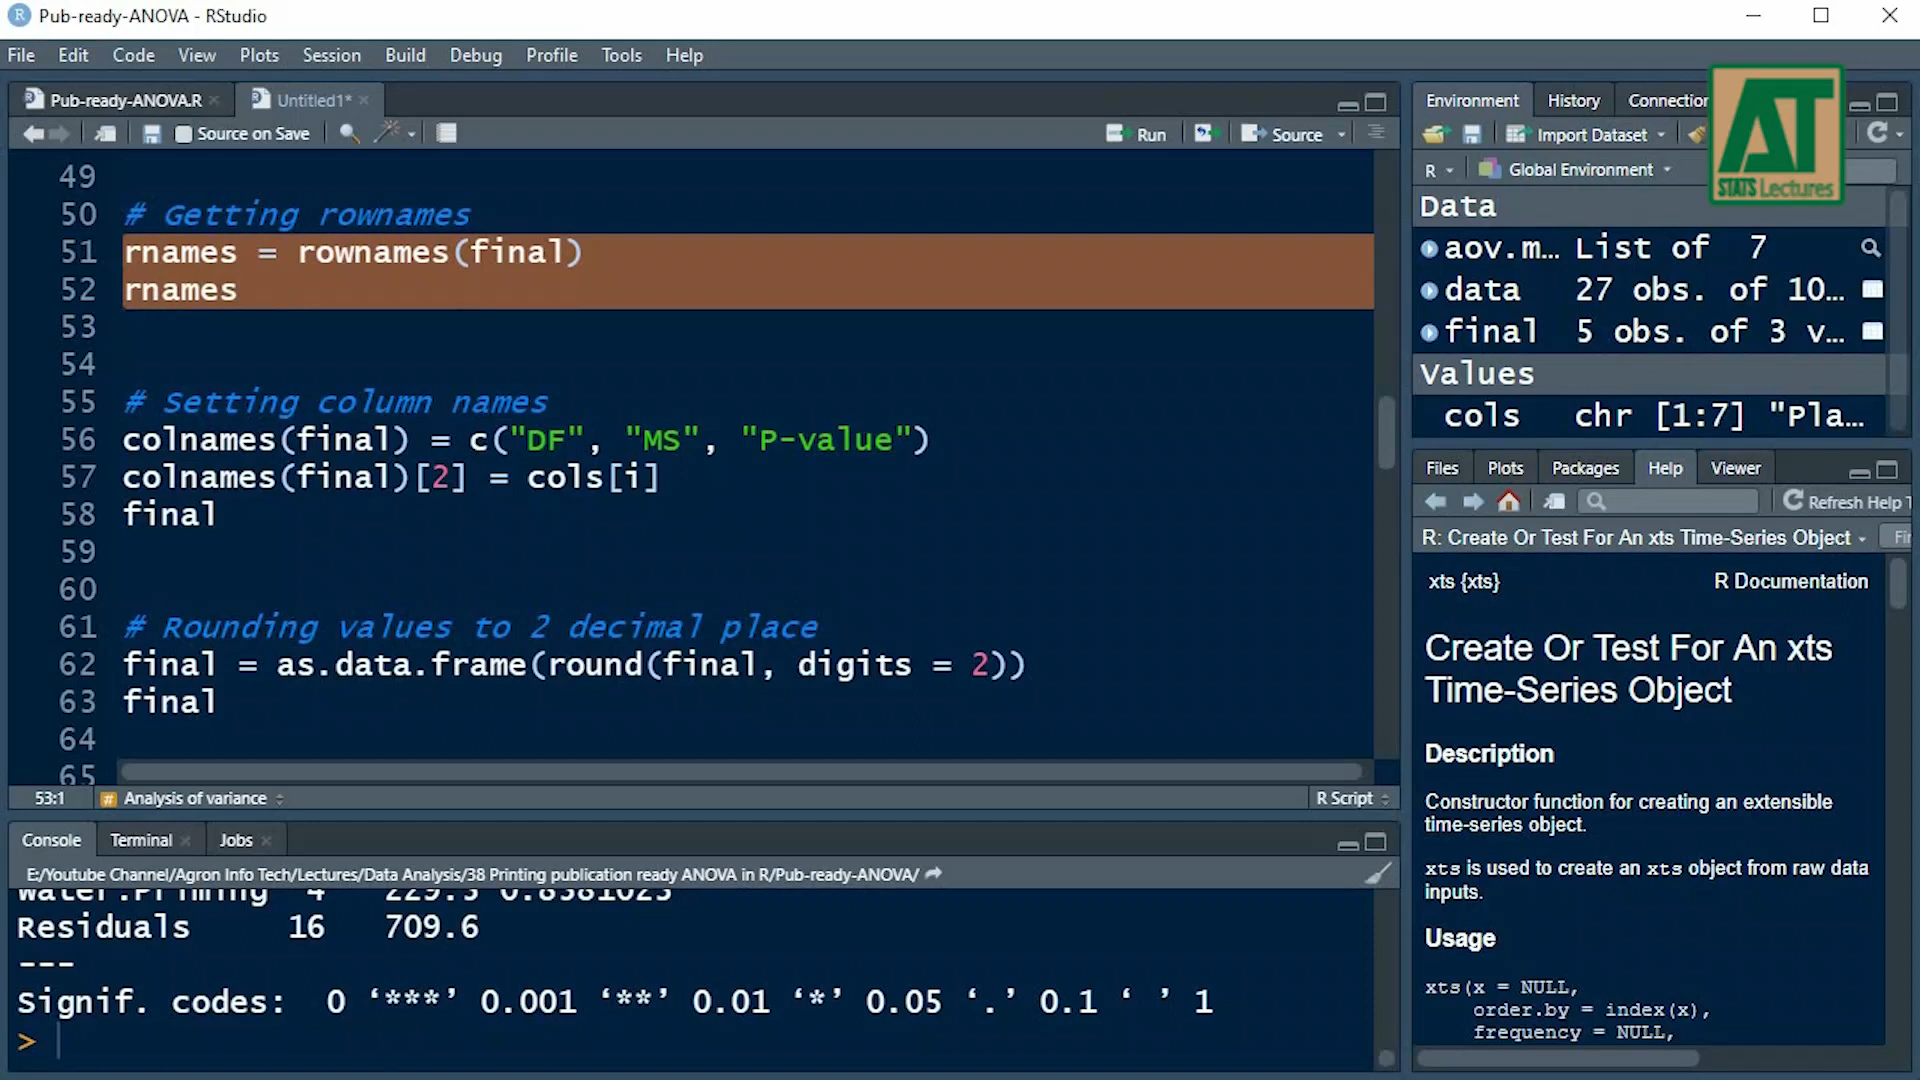 Pub-ready-ANOVA - RStudio
File Edit Code View Plots Session Build Debug Profile Tools Help
Pub-ready-ANOVA.R
Untitled1*
Source on Save
Run
Source
49
50 # Getting rownames
51 rnames = rownames(final)
52 rnames
53
54
55 # Setting column names
56 colnames(final) = c("DF", "MS", "P-value")
57 colnames(final)[2] = cols[i]
58 final
59
60
61 # Rounding values to 2 decimal place
62 final = as.data.frame(round(final, digits = 2))
63 final
64
65
53:1 # Analysis of variance
R Script
Console Terminal Jobs
E:/Youtube Channel/Agron Info Tech/Lectures/Data Analysis/38 Printing publication ready ANOVA in R/Pub-ready-ANOVA/
Water:Priming 4 229.3 0.8381023
Residuals 16 709.6
---
Signif. codes: 0 ‘***’ 0.001 ‘**’ 0.01 ‘*’ 0.05 ‘.’ 0.1 ‘ ’ 1
>
Environment History Connection
Import Dataset
R Global Environment
AT
STATS Lectures
Data
aov.m… List of 7
data 27 obs. of 10…
final 5 obs. of 3 v…
Values
cols chr [1:7] "Pla…
Files Plots Packages Help Viewer
Refresh Help T
R: Create Or Test For An xts Time-Series Object
Fi
xts {xts}
R Documentation
Create Or Test For An xts
Time-Series Object
Description
Constructor function for creating an extensible
time-series object.
xts is used to create an xts object from raw data
inputs.
Usage
xts(x = NULL,
order.by = index(x),
frequency = NULL,